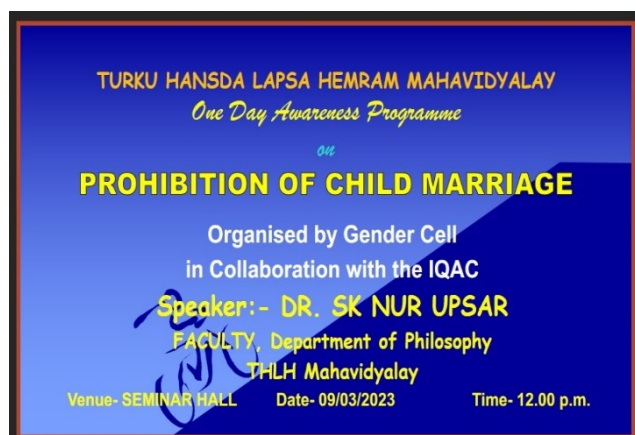 TURKU HANSDA LAPSA HEMRAM MAHAVIDYALAY
One Day Awareness Programme
on
PROHIBITION OF CHILD MARRIAGE
Organised by Gender Cell
in Collaboration with the IQAC
Speaker:- DR. SK NUR UPSAR
FACULTY, Department of Philosophy
THLH Mahavidyalay
Venue- SEMINAR HALL Date- 09/03/2023 Time- 12.00 p.m.